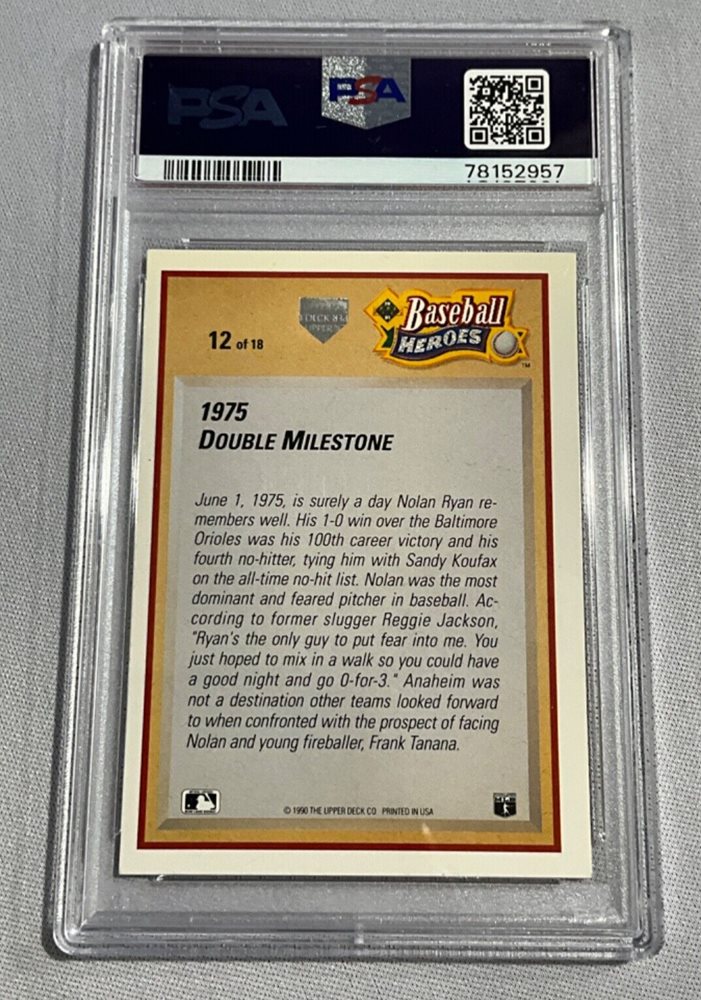 PSA
PSA
78152957
12 of 18
Baseball
HEROES
TM
1975
DOUBLE MILESTONE
June 1, 1975, is surely a day Nolan Ryan re-
members well. His 1-0 win over the Baltimore
Orioles was his 100th career victory and his
fourth no-hitter, tying him with Sandy Koufax
on the all-time no-hit list. Nolan was the most
dominant and feared pitcher in baseball. Ac-
cording to former slugger Reggie Jackson,
"Ryan's the only guy to put fear into me. You
just hoped to mix in a walk so you could have
a good night and go 0-for-3." Anaheim was
not a destination other teams looked forward
to when confronted with the prospect of facing
Nolan and young fireballer, Frank Tanana.
© 1990 THE UPPER DECK CO. PRINTED IN USA